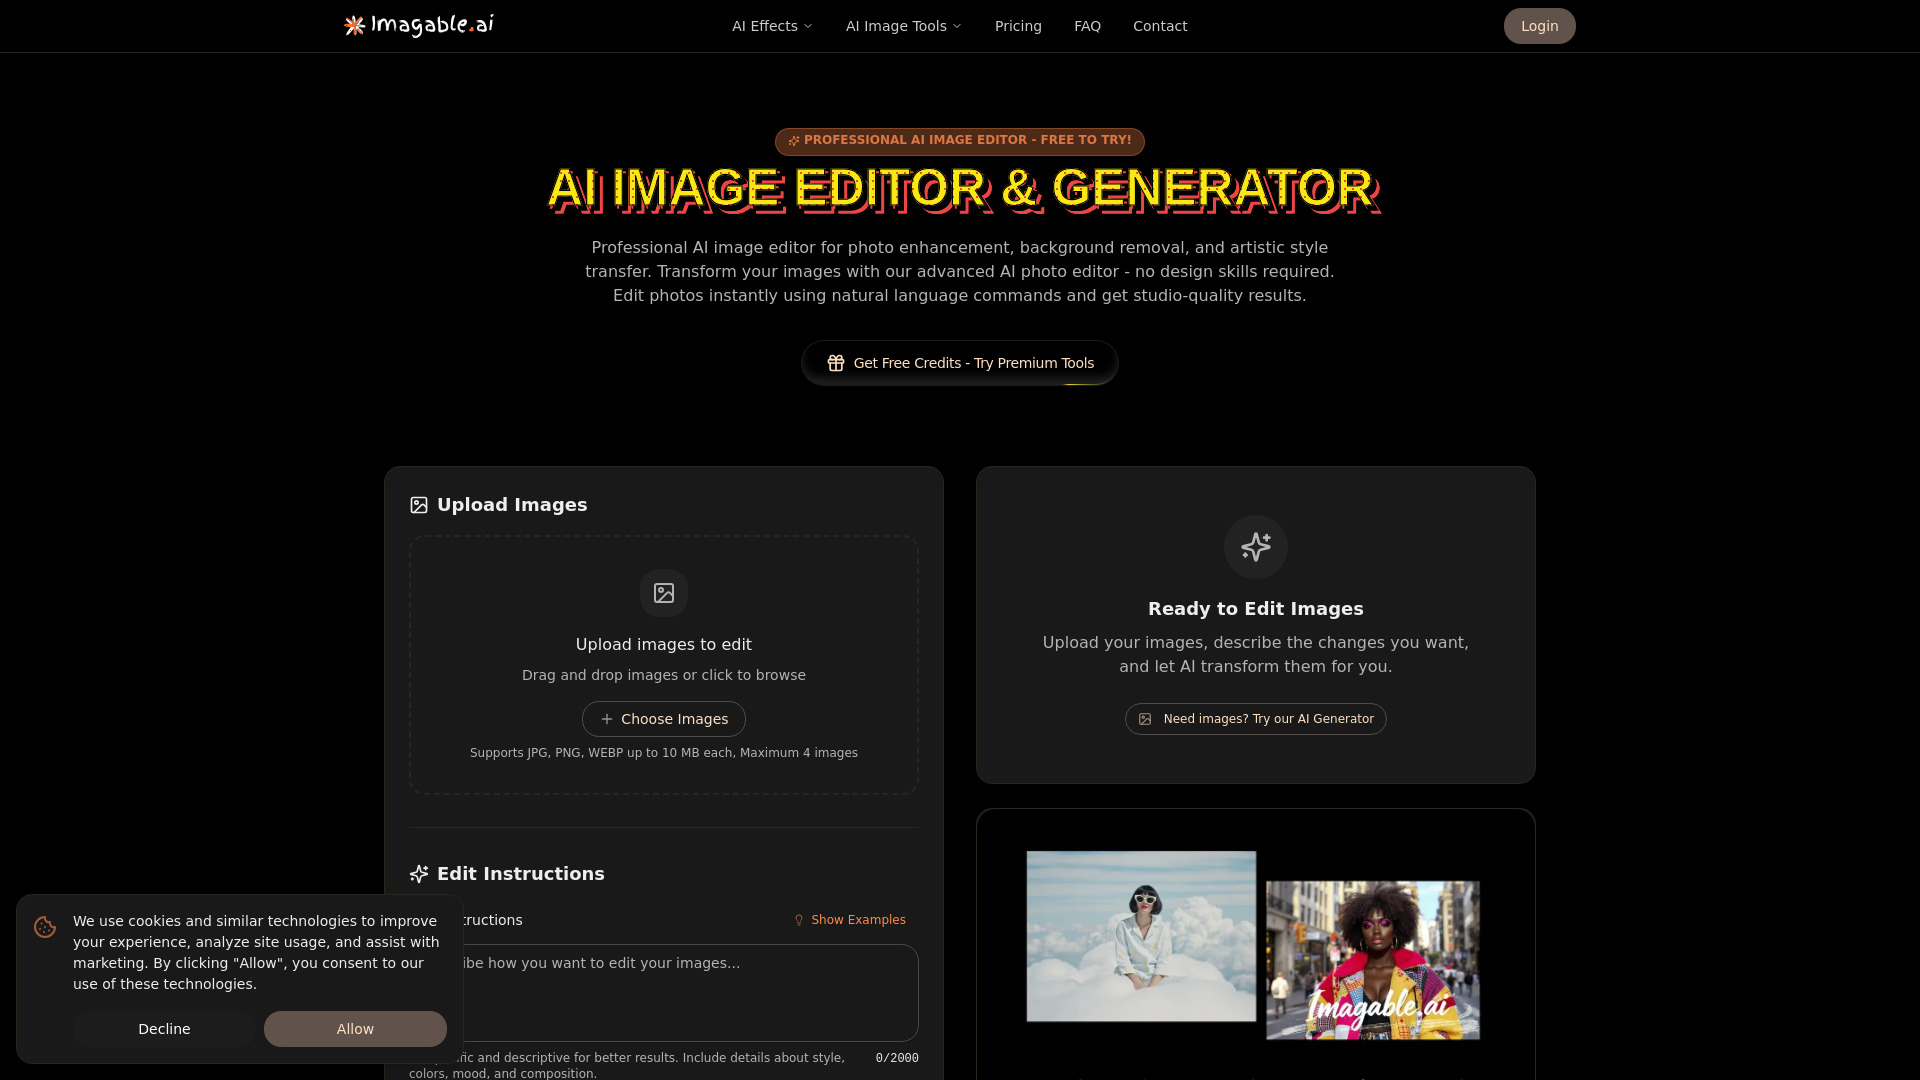 Imagable.ai
AI Effects
AI Image Tools
Pricing
FAQ
Contact
Login
PROFESSIONAL AI IMAGE EDITOR - FREE TO TRY!
AI IMAGE EDITOR & GENERATOR
Professional AI image editor for photo enhancement, background removal, and artistic style
transfer. Transform your images with our advanced AI photo editor - no design skills required.
Edit photos instantly using natural language commands and get studio-quality results.
Get Free Credits - Try Premium Tools
Upload Images
Upload images to edit
Drag and drop images or click to browse
Choose Images
Supports JPG, PNG, WEBP up to 10 MB each, Maximum 4 images
Edit Instructions
Show Examples
how you want to edit your images...
and descriptive for better results. Include details about style,
colors, mood, and composition.
0/2000
Ready to Edit Images
Upload your images, describe the changes you want,
and let AI transform them for you.
Need images? Try our AI Generator
Imagable.ai
We use cookies and similar technologies to improve
your experience, analyze site usage, and assist with
marketing. By clicking "Allow", you consent to our
use of these technologies.
Decline
Allow